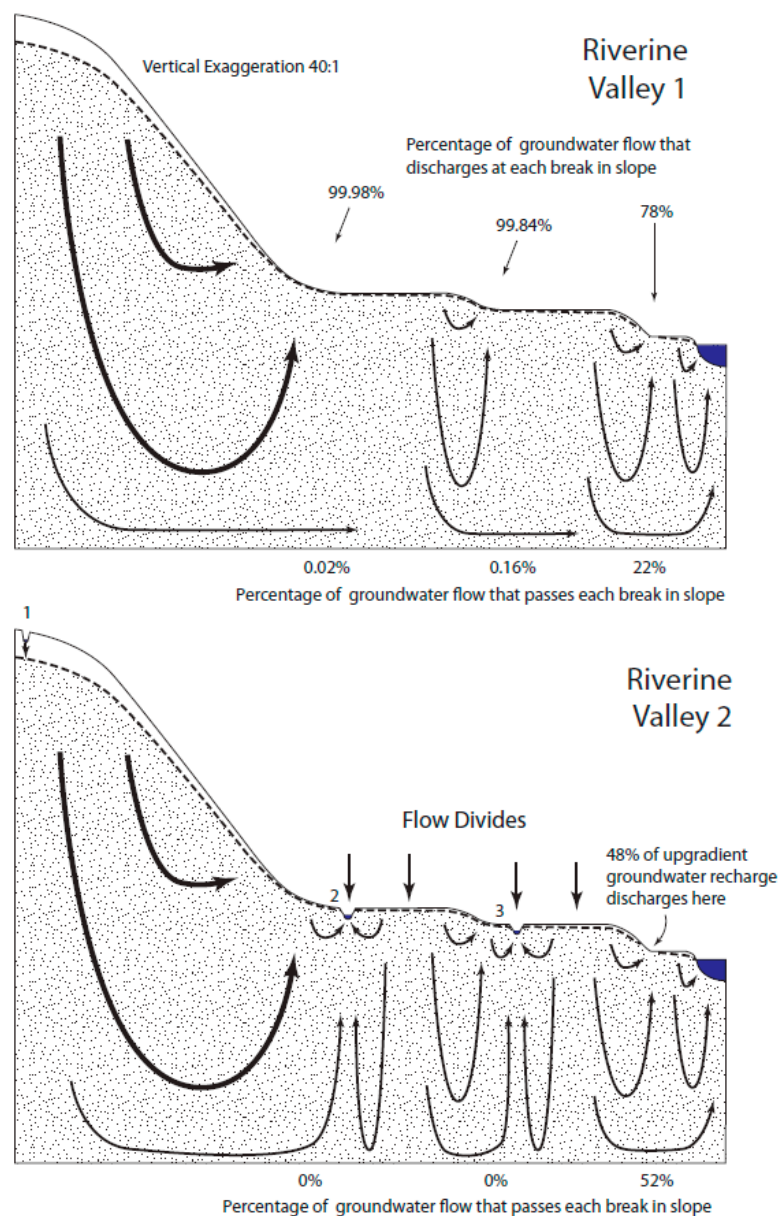 Riverine
Valley 1
Vertical Exaggeration 40:1
Percentage of groundwater flow that
discharges at each break in slope
99.98%
99.84%
78%
0.02%
0.16%
22%
Percentage of groundwater flow that passes each break in slope
1
Riverine
Valley 2
Flow Divides
48% of upgradient
groundwater recharge
discharges here
2
3
0%
0%
52%
Percentage of groundwater flow that passes each break in slope